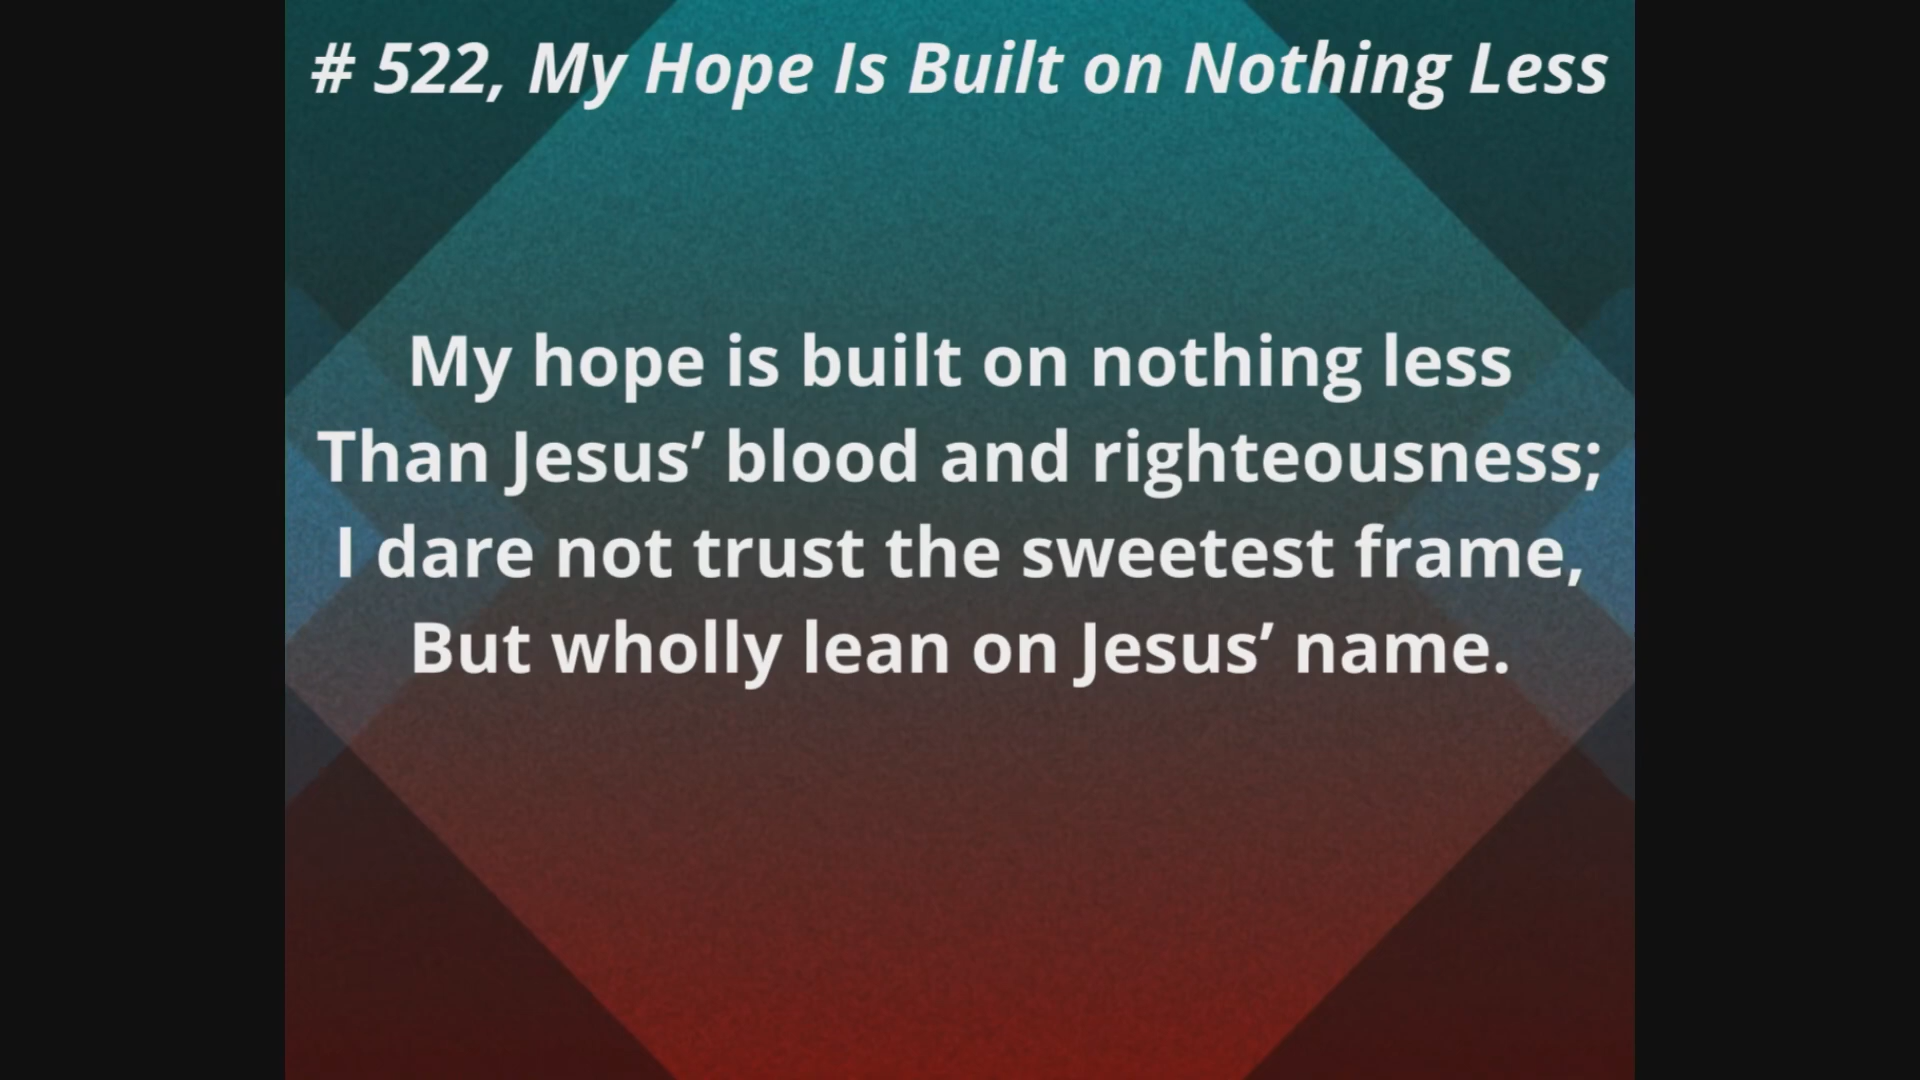 # 522, My Hope Is Built on Nothing Less
My hope is built on nothing less
Than Jesus’ blood and righteousness;
I dare not trust the sweetest frame,
But wholly lean on Jesus’ name.